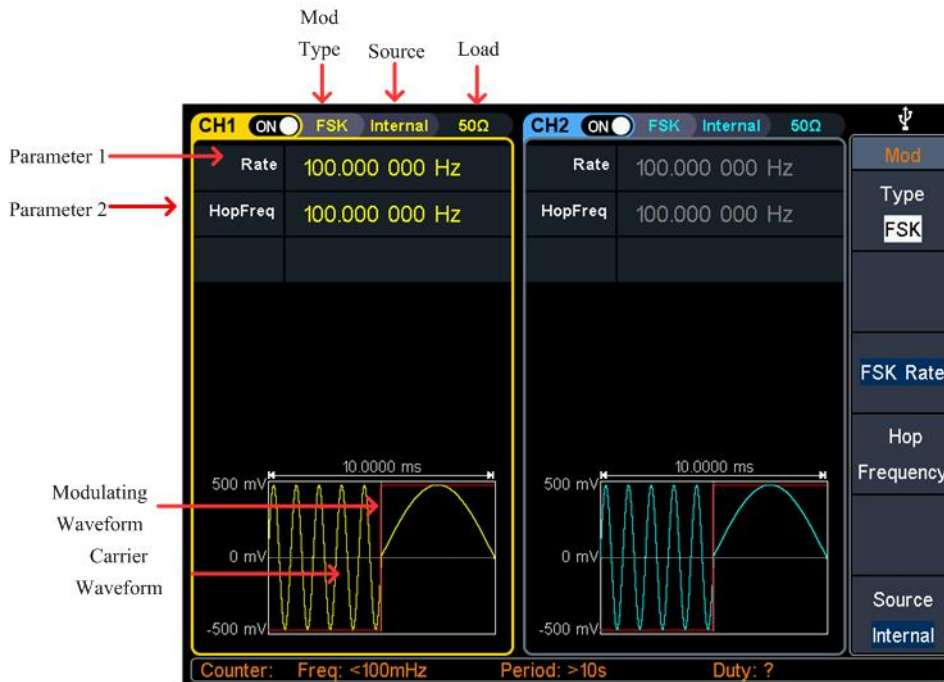 Mod
Type
Source
Load
Parameter 1
Parameter 2
CH1 ON FSK Internal 50Ω
Rate 100.000 000 Hz
HopFreq 100.000 000 Hz
10.0000 ms
500 mV
0 mV
-500 mV
Modulating
Waveform
Carrier
Waveform
CH2 ON FSK Internal 50Ω
Rate 100.000 000 Hz
HopFreq 100.000 000 Hz
10.0000 ms
500 mV
0 mV
-500 mV
Mod
Type
FSK
FSK Rate
Hop
Frequency
Source
Internal
Counter: Freq: <100mHz Period: >10s Duty: ?